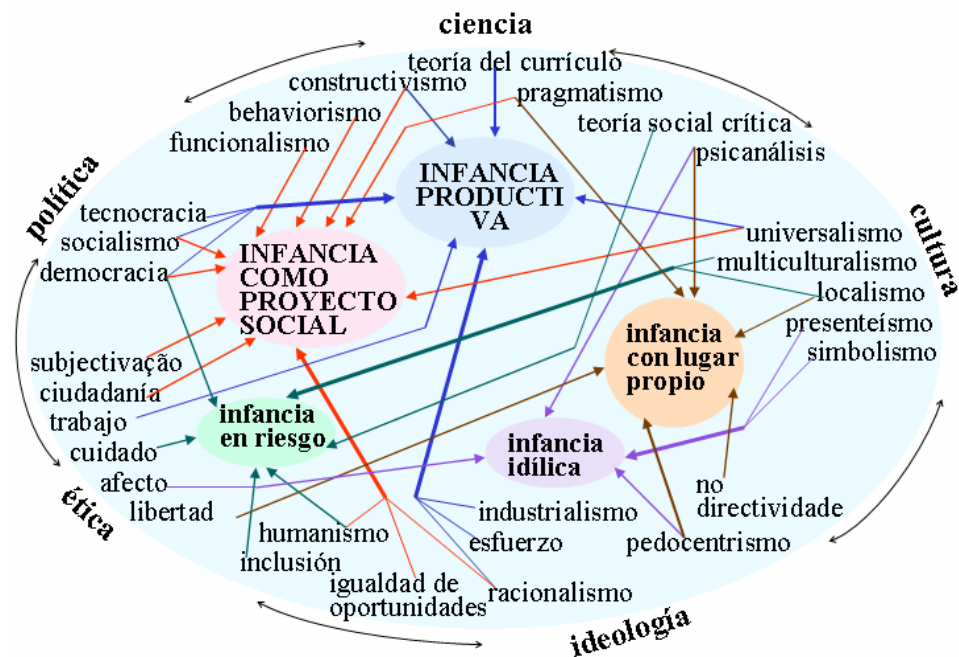 ciencia
teoría del currículo
constructivismo
pragmatismo
behaviorismo
teoría social crítica
funcionalismo
psicanálisis
política
INFANCIA
PRODUCTI
VA
tecnocracia
socialismo
democracia
cultura
universalismo
multiculturalismo
localismo
presenteísmo
simbolismo
INFANCIA
COMO
PROYECTO
SOCIAL
infancia
con lugar
propio
subjectivação
ciudadanía
trabajo
cuidado
afecto
libertad
ética
infancia
en riesgo
infancia
idílica
no
directividade
industrialismo
esfuerzo
pedocentrismo
humanismo
inclusión
igualdad de
oportunidades
racionalismo
ideología